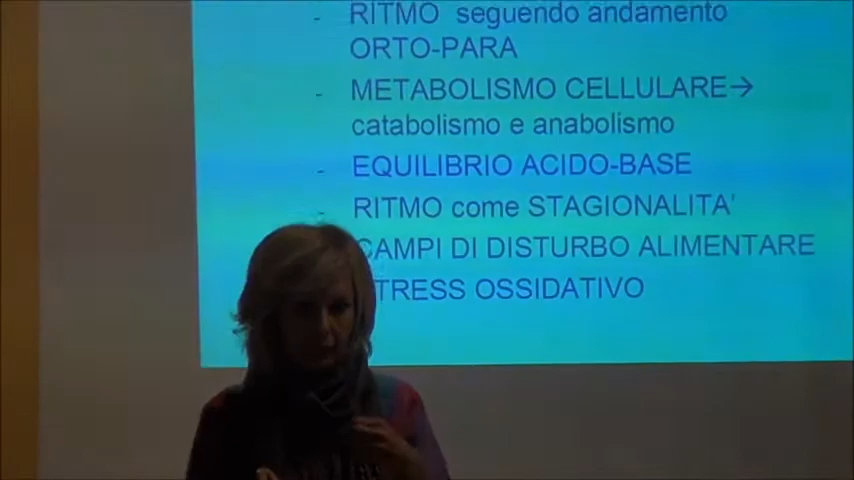 - RITMO seguendo andamento
ORTO-PARA
- METABOLISMO CELLULARE→
catabolismo e anabolismo
- EQUILIBRIO ACIDO-BASE
RITMO come STAGIONALITA'
CAMPI DI DISTURBO ALIMENTARE
TRESS OSSIDATIVO